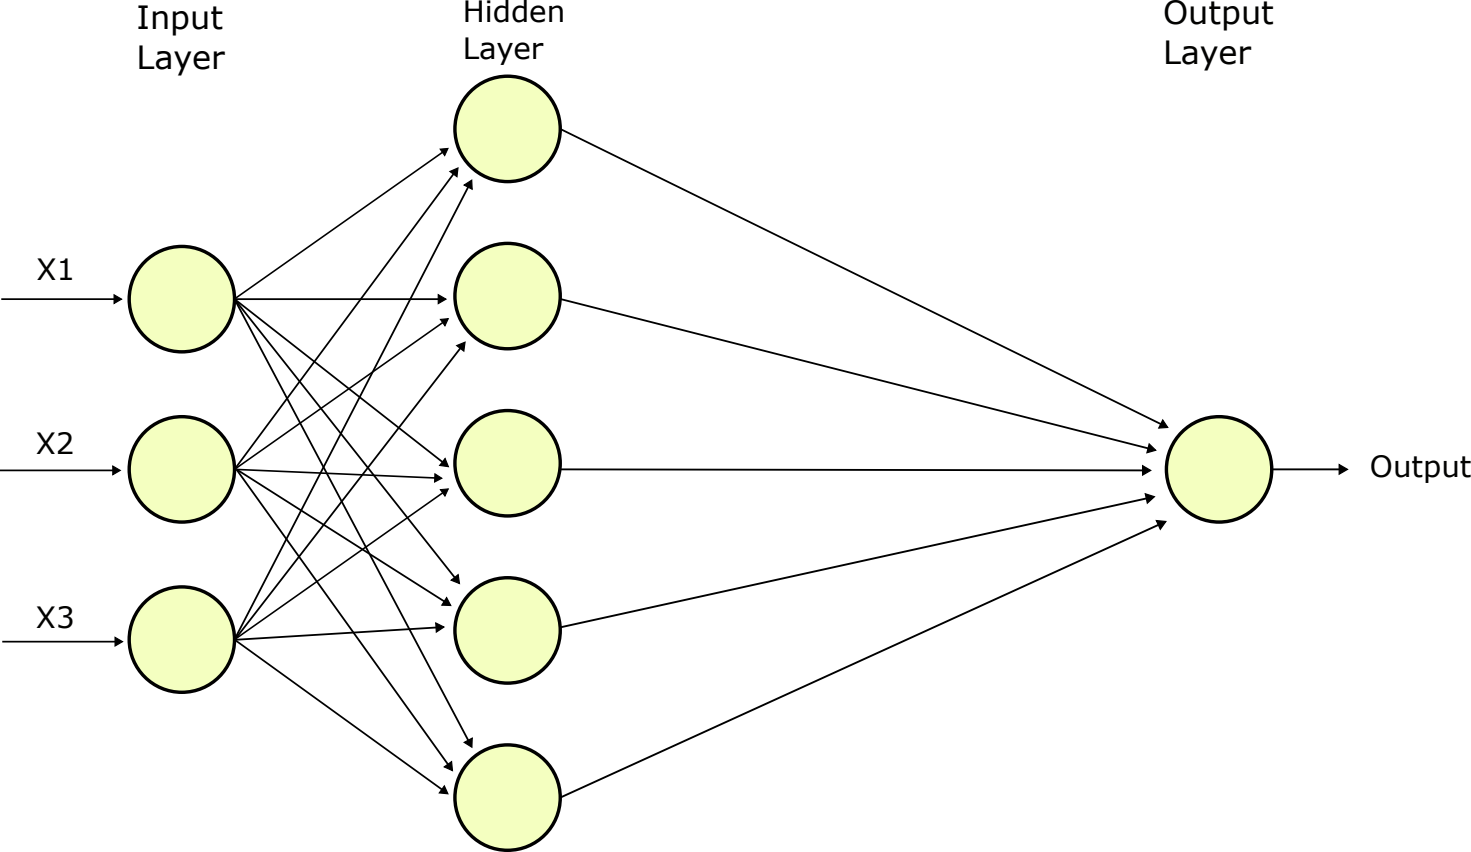 Input
Layer
Hidden
Layer
Output
Layer
X1
X2
X3
Output